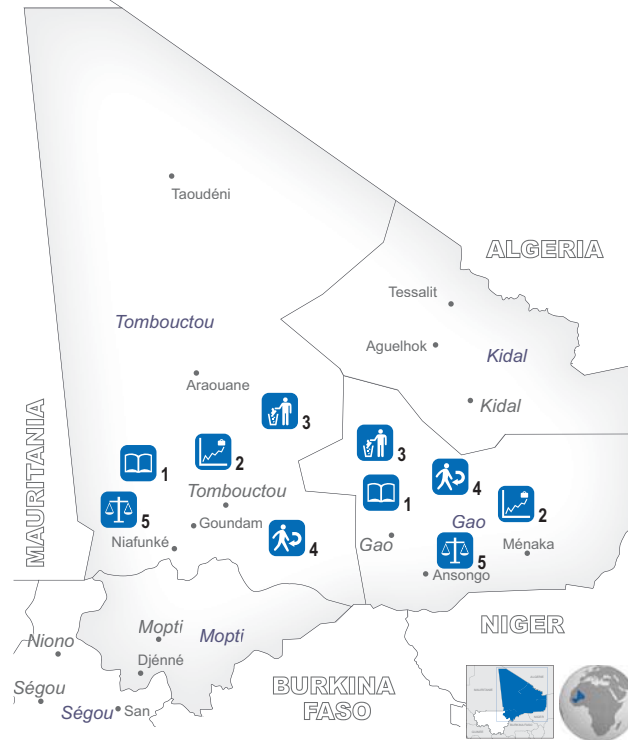 Taoudéni
ALGERIA
Tessalit
Tombouctou
Aguelhok
Kidal
Araouane
Kidal
MAURITANIA
3
3
2
1
4
1
Tombouctou
2
5
Gao
Goundam
Niafunké
4
Gao
5
Ménaka
Ansongo
NIGER
Mopti
Mopti
Niono
Djénné
BURKINA
FASO
Ségou
Ségou
San